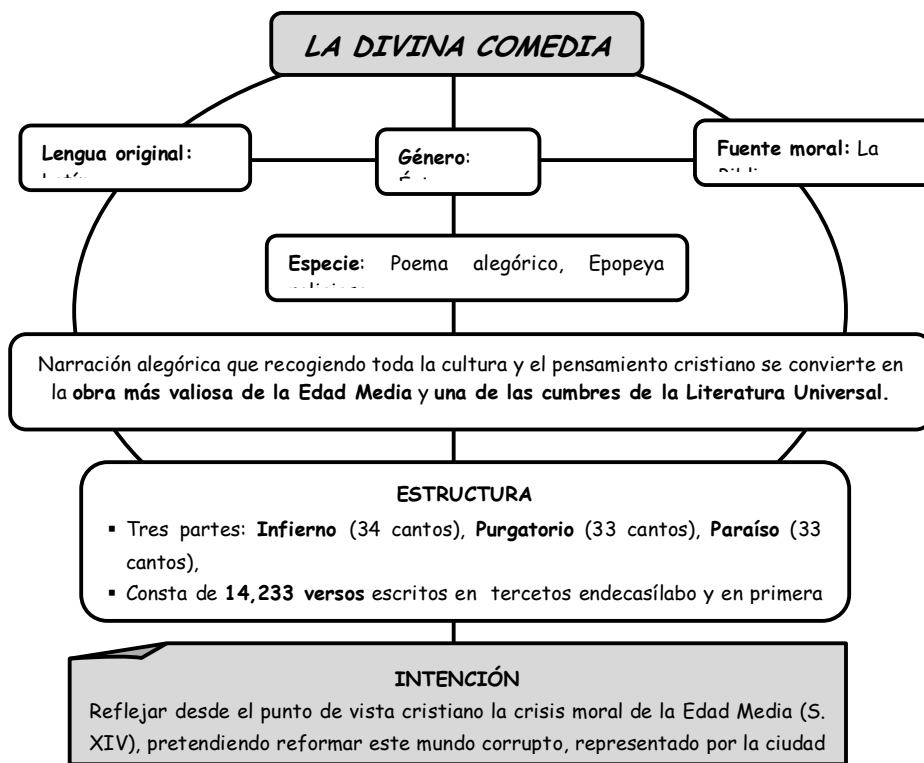 LA DIVINA COMEDIA
Lengua original:
Género:
Fuente moral: La
Especie: Poema alegórico, Epopeya
Narración alegórica que recogiendo toda la cultura y el pensamiento cristiano se convierte en
la obra más valiosa de la Edad Media y una de las cumbres de la Literatura Universal.
ESTRUCTURA
▪ Tres partes: Infierno (34 cantos), Purgatorio (33 cantos), Paraíso (33
cantos),
▪ Consta de 14,233 versos escritos en tercetos endecasílabo y en primera
INTENCIÓN
Reflejar desde el punto de vista cristiano la crisis moral de la Edad Media (S.
XIV), pretendiendo reformar este mundo corrupto, representado por la ciudad